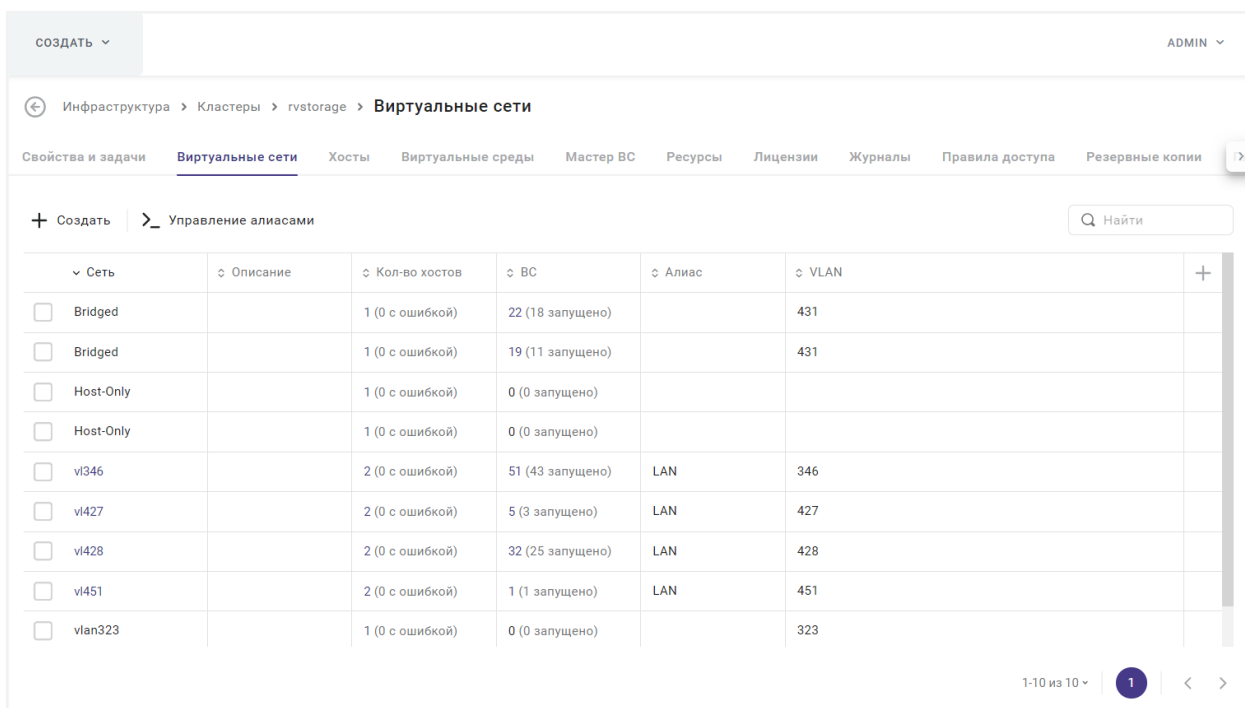 СОЗДАТЬ ADMIN
Инфраструктура > Кластеры > rvstorage > Виртуальные сети
Свойства и задачи Виртуальные сети Хосты Виртуальные среды Мастер ВС Ресурсы Лицензии Журналы Правила доступа Резервные копии
Создать Управление алиасами Найти
Сеть Описание Кол-во хостов ВС Алиас VLAN
Bridged 1 (0 с ошибкой) 22 (18 запущено) 431
Bridged 1 (0 с ошибкой) 19 (11 запущено) 431
Host-Only 1 (0 с ошибкой) 0 (0 запущено)
Host-Only 1 (0 с ошибкой) 0 (0 запущено)
vl346 2 (0 с ошибкой) 51 (43 запущено) LAN 346
vl427 2 (0 с ошибкой) 5 (3 запущено) LAN 427
vl428 2 (0 с ошибкой) 32 (25 запущено) LAN 428
vl451 2 (0 с ошибкой) 1 (1 запущено) LAN 451
vlan323 1 (0 с ошибкой) 0 (0 запущено) 323
1-10 из 10 1